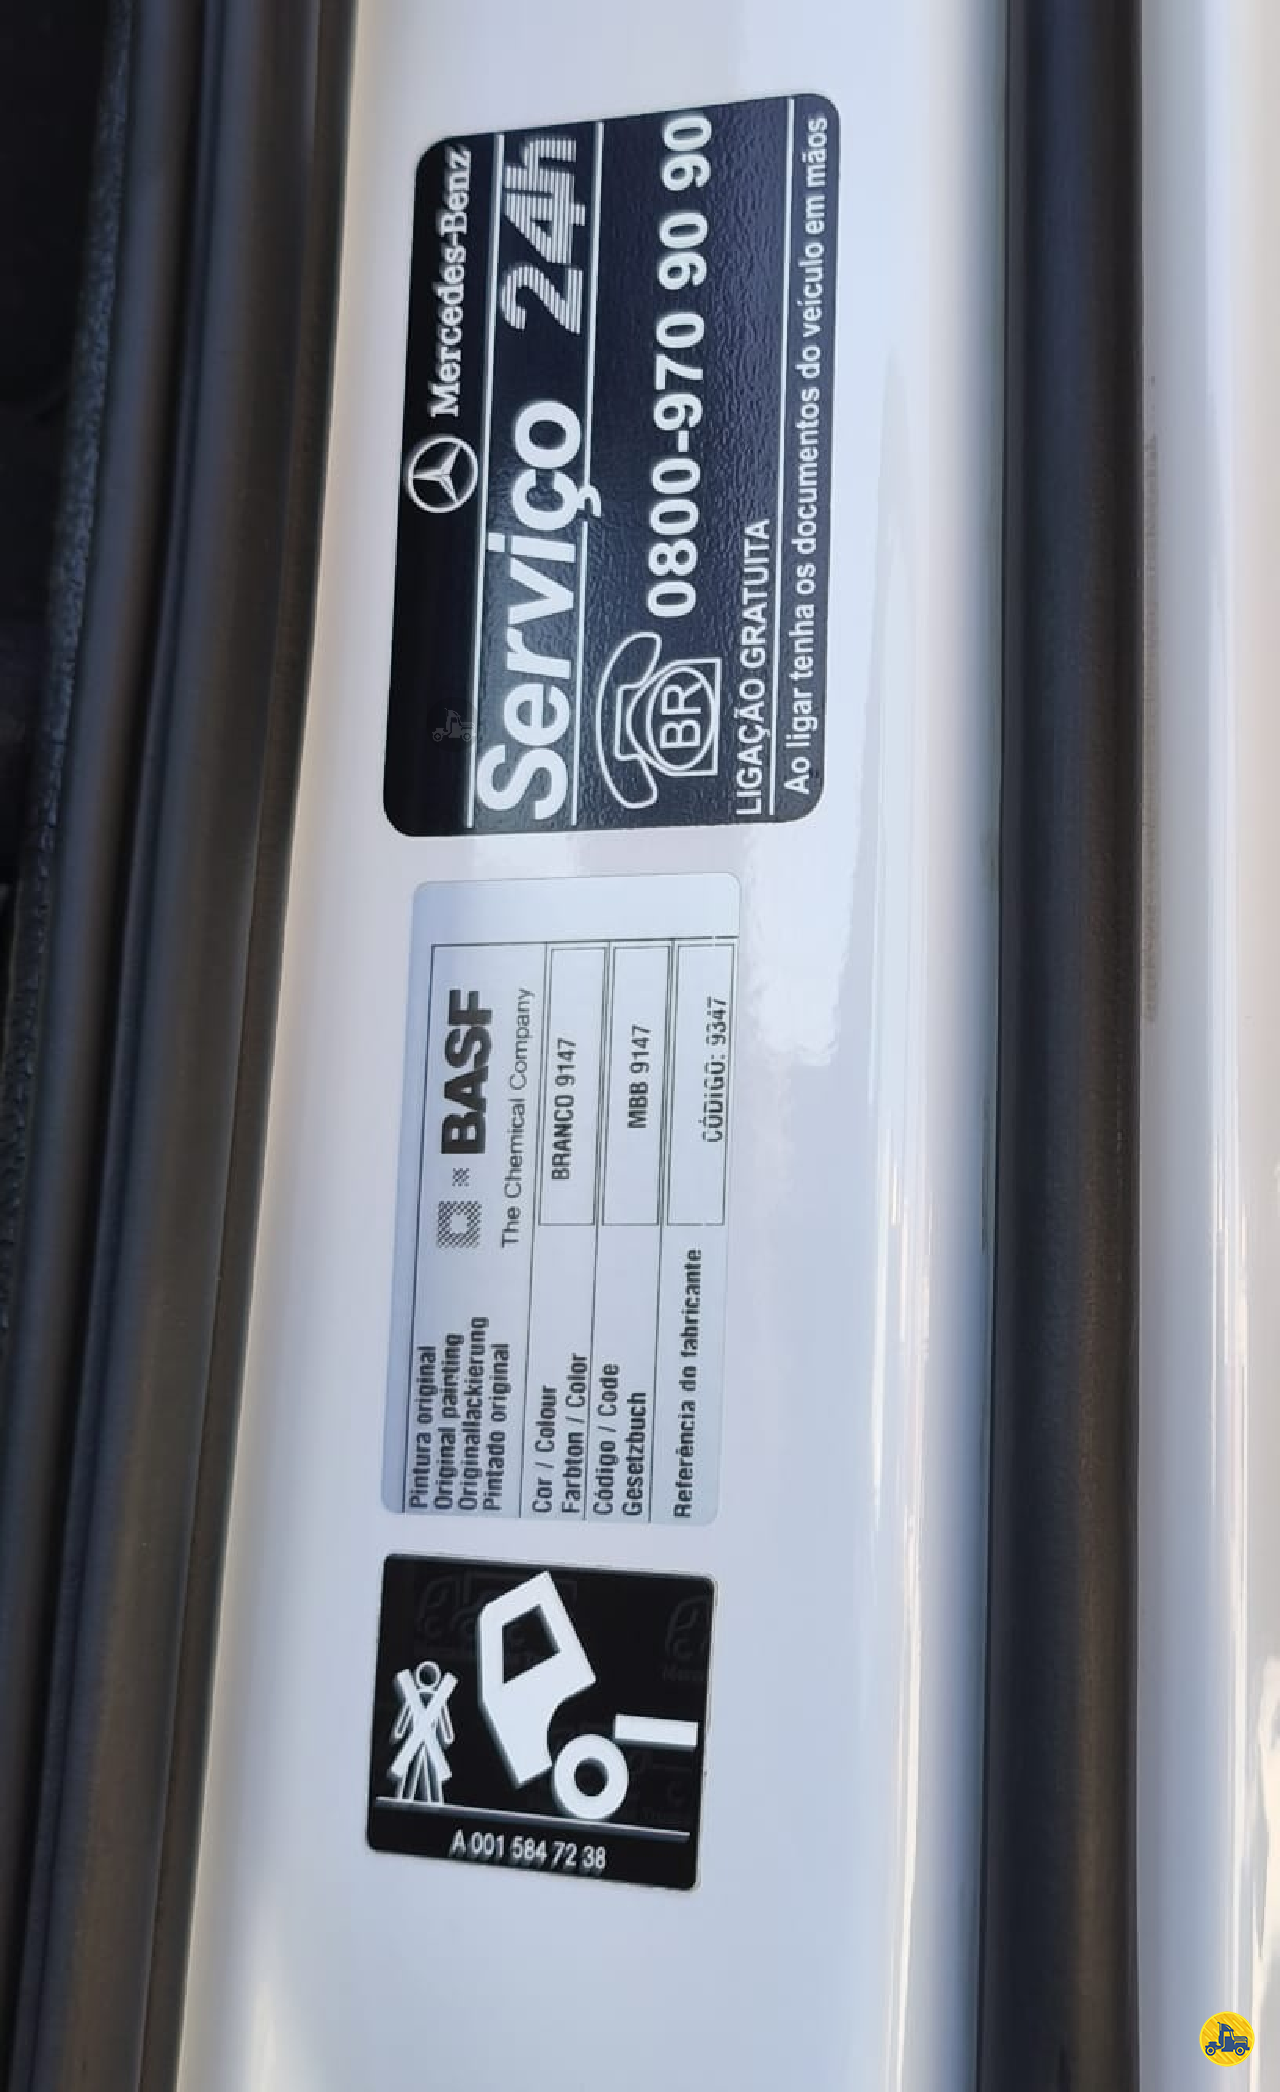 Mercedes-Benz
Serviço 24h
BR 0800-970 90 90
LIGAÇÃO GRATUITA
Ao ligar tenha os documentos do veículo em mãos
Pintura original
Original painting
Originallackierung
Pintado original
BASF
The Chemical Company
Cor / Colour
Farbton / Color
BRANCO 9147
Código / Code
Gesetzbuch
MBB 9147
Referência do fabricante
CÓDIGO: 9347
A 001 584 72 38